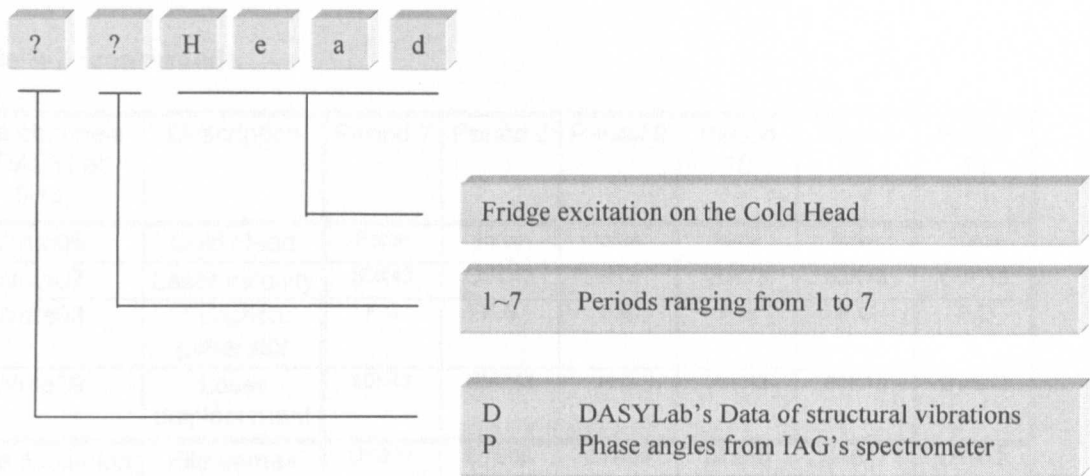 ? ? H e a d
Fridge excitation on the Cold Head
1~7 Periods ranging from 1 to 7
D DASYLab's Data of structural vibrations
P Phase angles from IAG's spectrometer